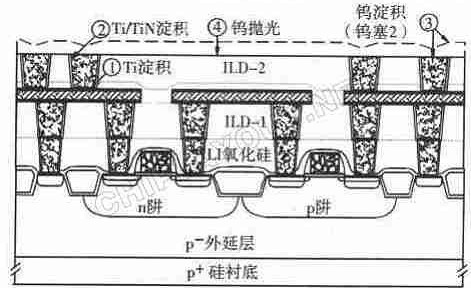 ② Ti/TiN淀积
④ 钨抛光
钨淀积 ③
(钨塞2)
① Ti淀积
ILD-2
ILD-1
LI氧化硅
n阱
p阱
p⁻外延层
p⁺硅衬底